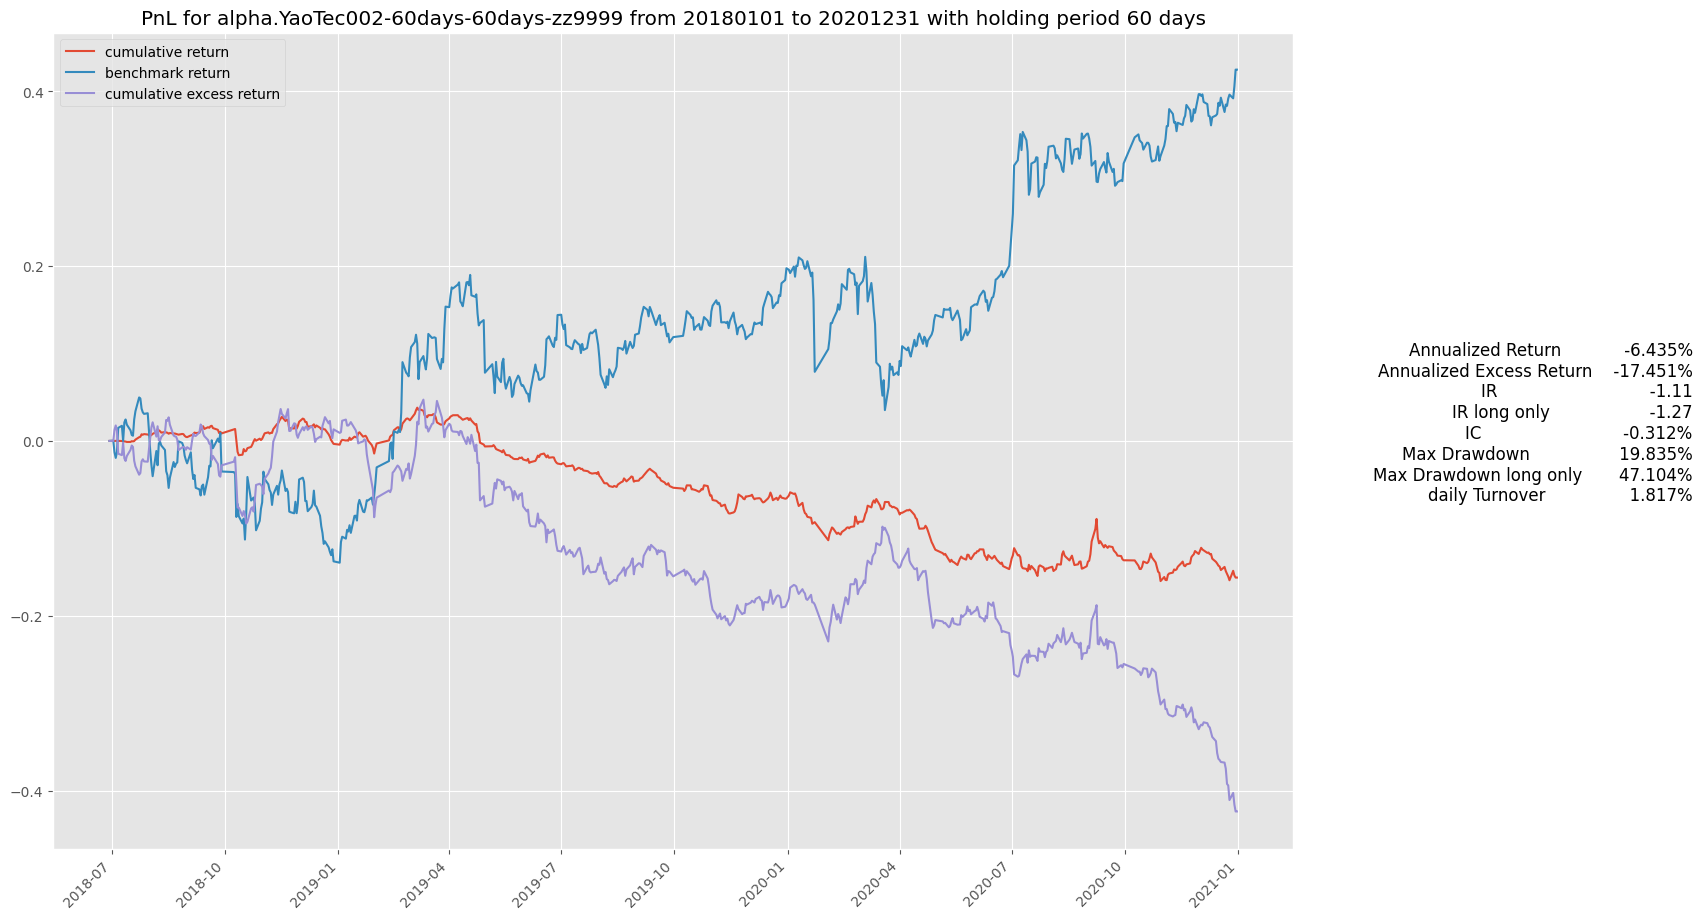 PnL for alpha.YaoTec002-60days-60days-zz9999 from 20180101 to 20201231 with holding period 60 days
cumulative return
benchmark return
cumulative excess return
0.4
0.2
0.0
−0.2
−0.4
2018-07
2018-10
2019-01
2019-04
2019-07
2019-10
2020-01
2020-04
2020-07
2020-10
2021-01
Annualized Return -6.435%
Annualized Excess Return -17.451%
IR -1.11
IR long only -1.27
IC -0.312%
Max Drawdown 19.835%
Max Drawdown long only 47.104%
daily Turnover 1.817%